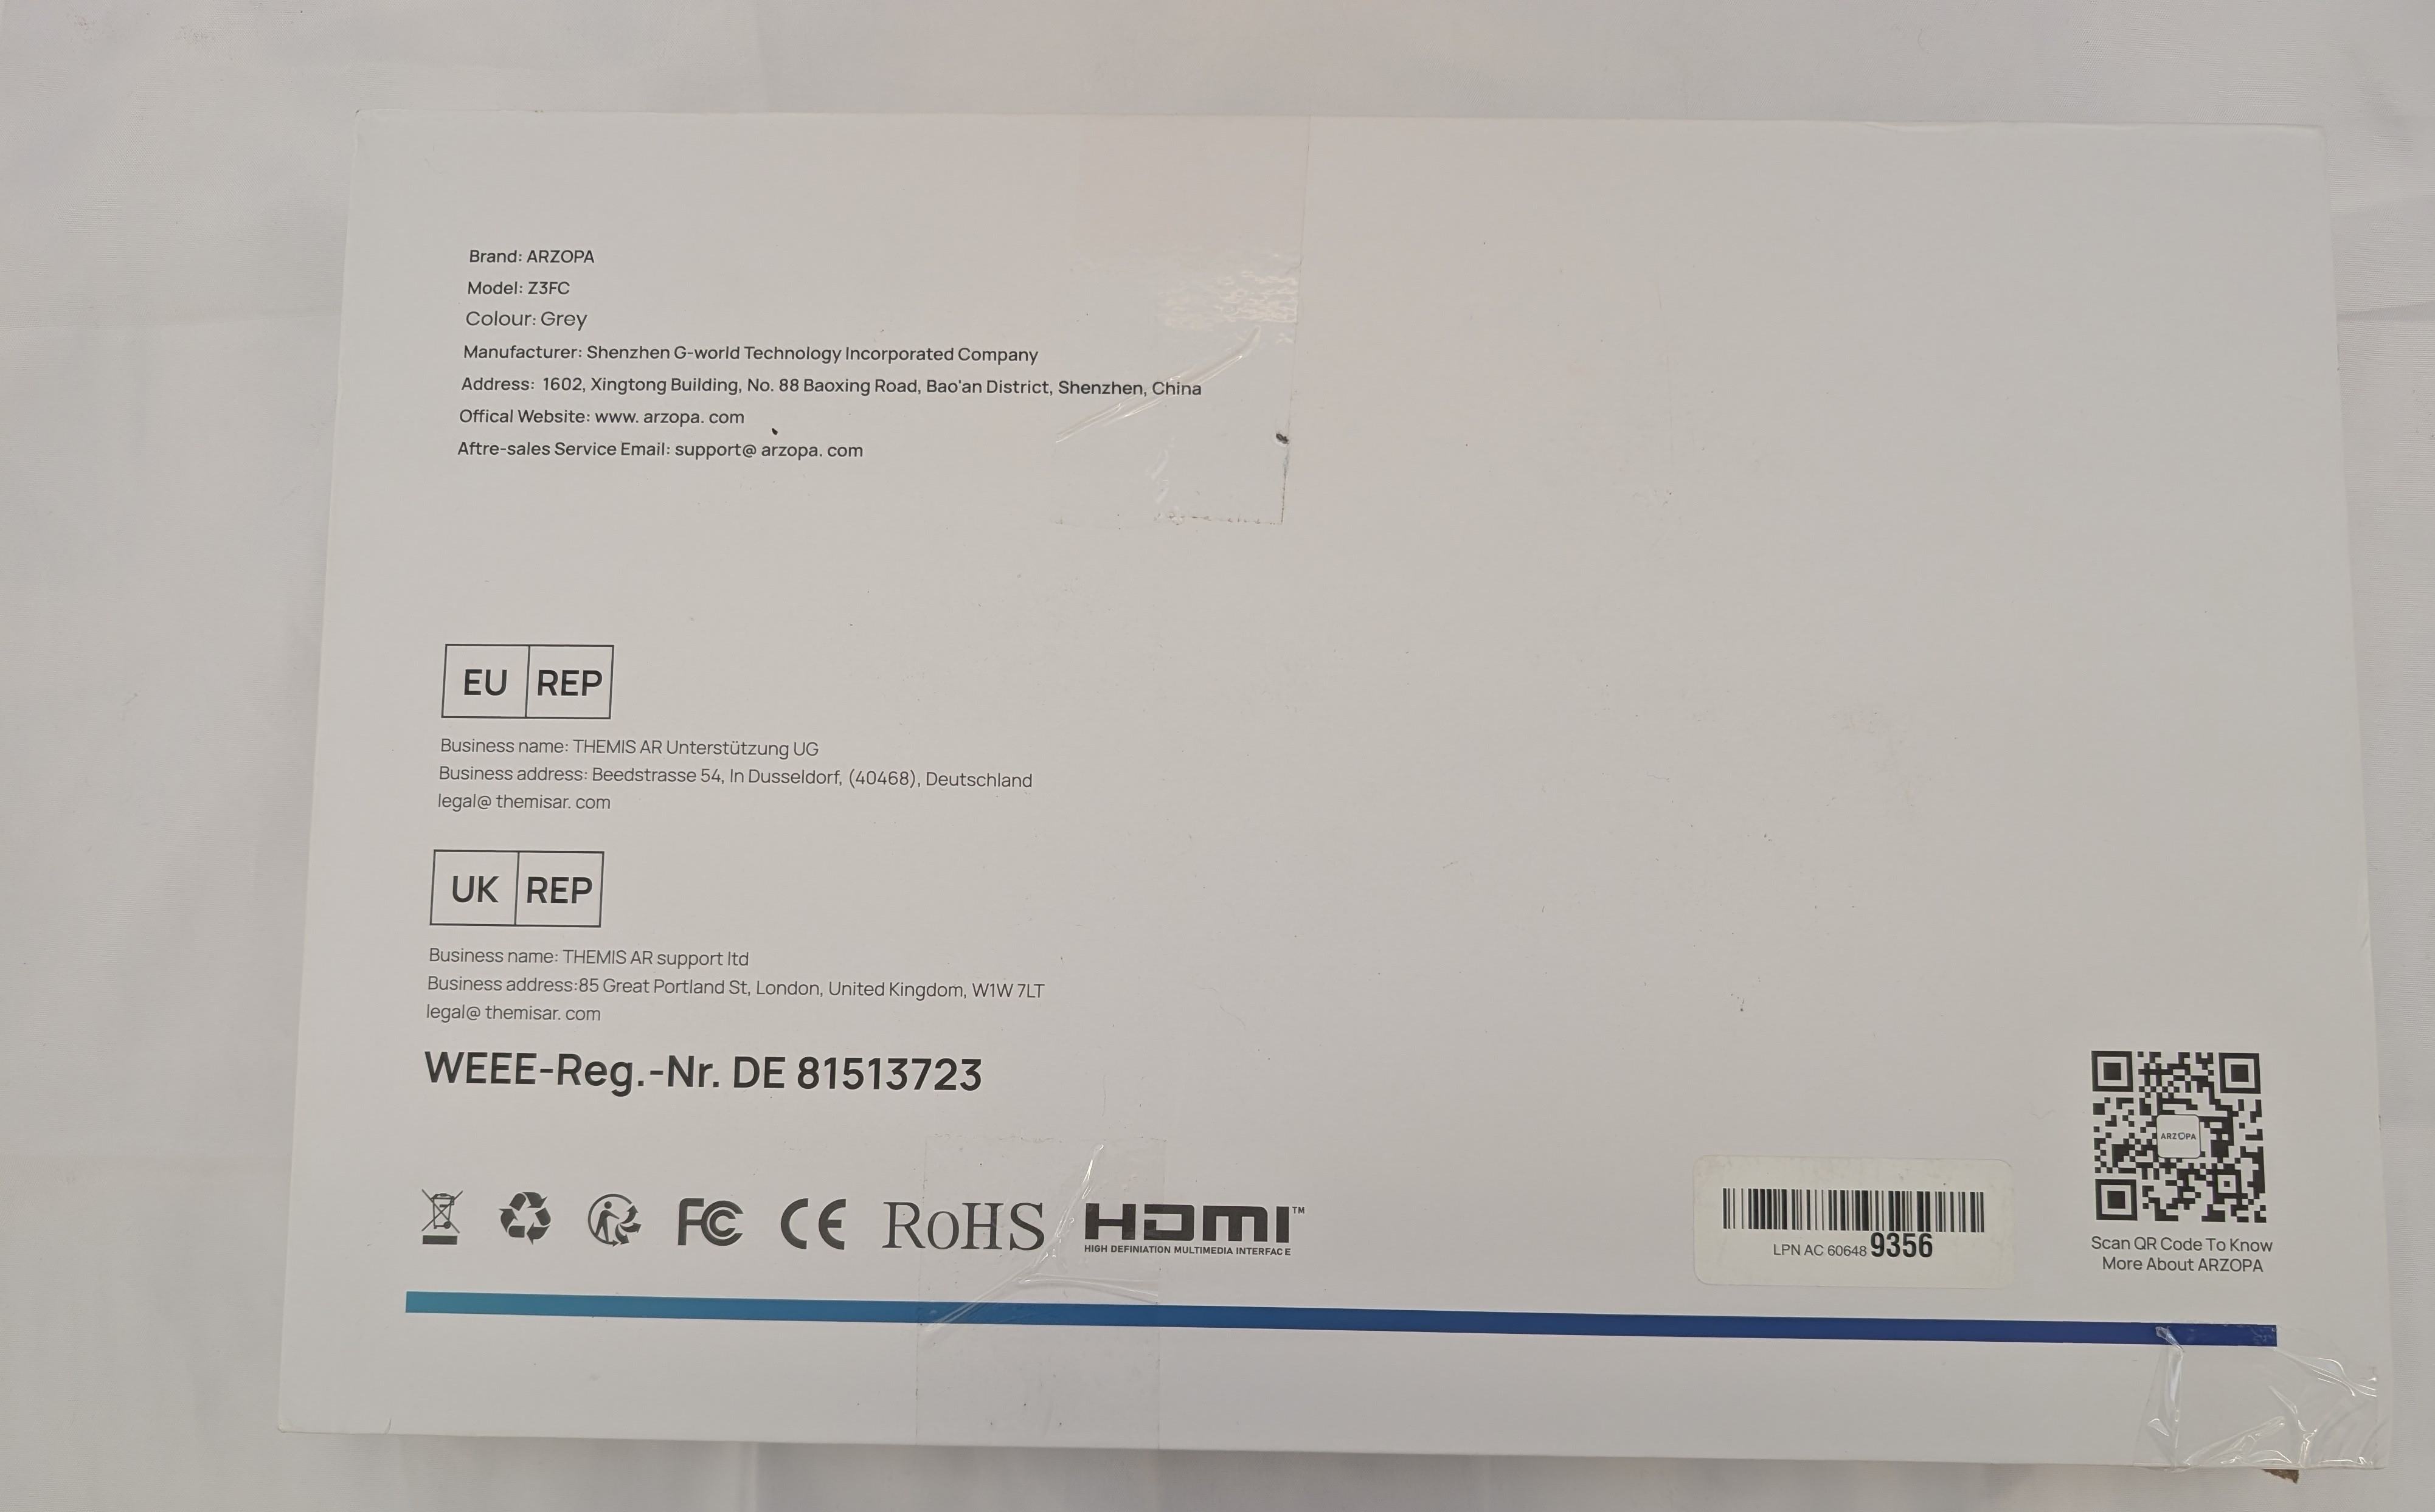 Brand: ARZOPA
Model: Z3FC
Colour: Grey
Manufacturer: Shenzhen G-world Technology Incorporated Company
Address: 1602, Xingtong Building, No. 88 Baoxing Road, Bao'an District, Shenzhen, China
Offical Website: www. arzopa. com
Aftre-sales Service Email: support@ arzopa. com
EU REP
Business name: THEMIS AR Unterstützung UG
Business address: Beedstrasse 54, In Dusseldorf, (40468), Deutschland
legal@ themisar. com
UK REP
Business name: THEMIS AR support ltd
Business address:85 Great Portland St, London, United Kingdom, W1W 7LT
legal@ themisar. com
WEEE-Reg.-Nr. DE 81513723
FC CE RoHS HDMI™
HIGH DEFINIATION MULTIMEDIA INTERFACE
LPN AC 60648 9356
ARZOPA
Scan QR Code To Know
More About ARZOPA